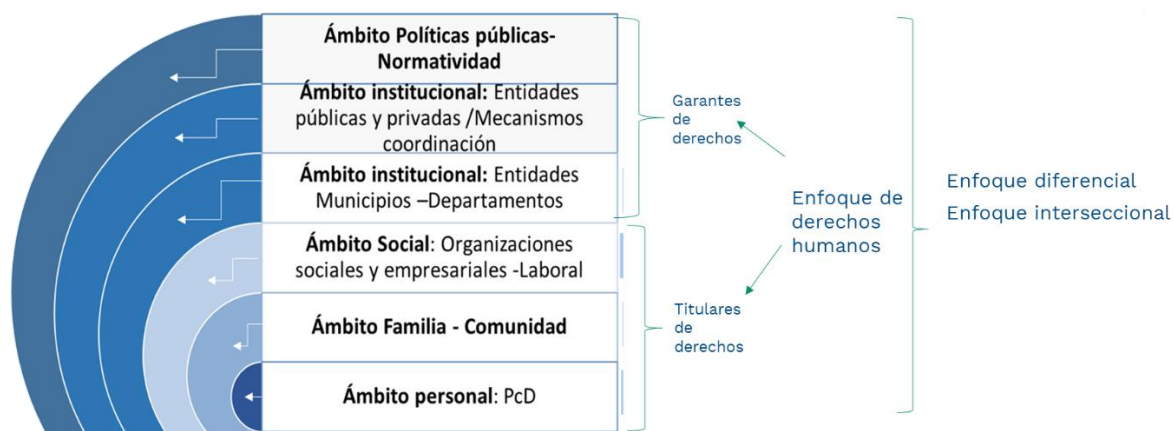 Ámbito Políticas públicas-
Normatividad
Ámbito institucional: Entidades
públicas y privadas /Mecanismos
coordinación
Ámbito institucional: Entidades
Municipios –Departamentos
Ámbito Social: Organizaciones
sociales y empresariales -Laboral
Ámbito Familia - Comunidad
Ámbito personal: PcD
Garantes
de
derechos
Titulares
de
derechos
Enfoque de
derechos
humanos
Enfoque diferencial
Enfoque interseccional